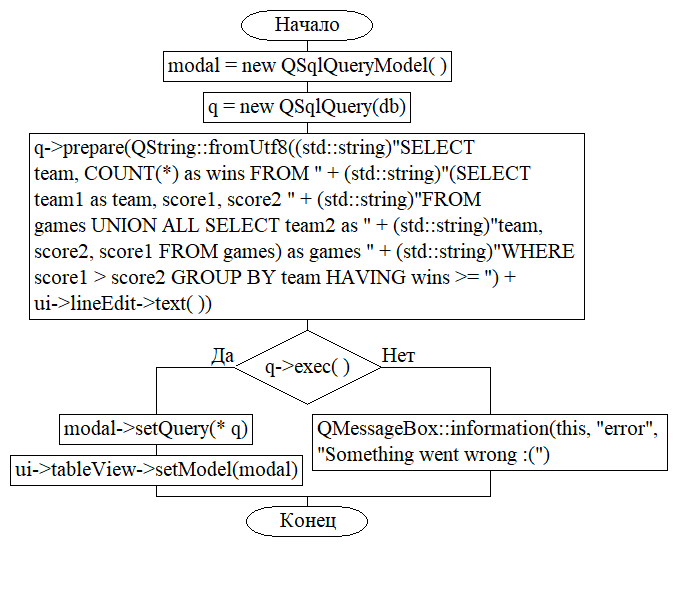 Начало
modal = new QSqlQueryModel( )
q = new QSqlQuery(db)
q->prepare(QString::fromUtf8((std::string)"SELECT
team, COUNT(*) as wins FROM " + (std::string)"(SELECT
team1 as team, score1, score2 " + (std::string)"FROM
games UNION ALL SELECT team2 as " + (std::string)"team,
score2, score1 FROM games) as games " + (std::string)"WHERE
score1 > score2 GROUP BY team HAVING wins >= ") +
ui->lineEdit->text( ))
Да
q->exec( )
Нет
modal->setQuery(* q)
ui->tableView->setModel(modal)
QMessageBox::information(this, "error",
"Something went wrong :(")
Конец